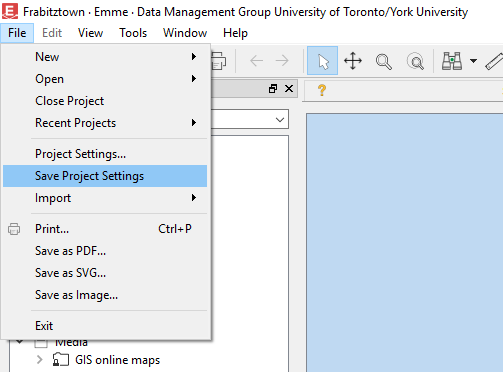 Frabitztown - Emme - Data Management Group University of Toronto/York University
File Edit View Tools Window Help
New
Open
Close Project
Recent Projects
Project Settings...
Save Project Settings
Import
Print... Ctrl+P
Save as PDF...
Save as SVG...
Save as Image...
Exit
Media
GIS online maps